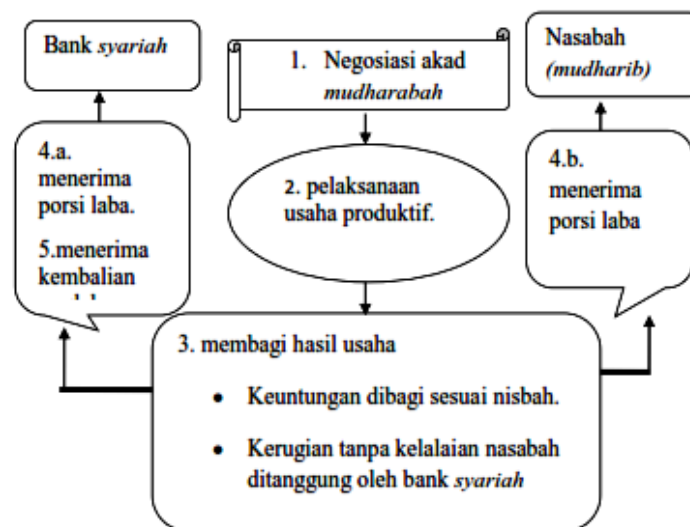 Bank syariah
1. Negosiasi akad
mudharabah
Nasabah
(mudharib)
4.a.
menerima
porsi laba.
5.menerima
kembalian
2. pelaksanaan
usaha produktif.
4.b.
menerima
porsi laba
3. membagi hasil usaha
• Keuntungan dibagi sesuai nisbah.
• Kerugian tanpa kelalaian nasabah
ditanggung oleh bank syariah